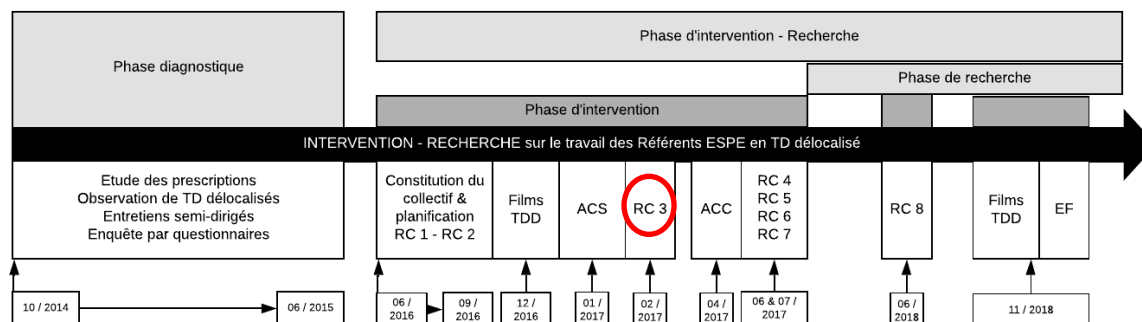 Phase diagnostique
Phase d'intervention - Recherche
Phase de recherche
Phase d'intervention
INTERVENTION - RECHERCHE sur le travail des Référents ESPE en TD délocalisé
Etude des prescriptions
Observation de TD délocalisés
Entretiens semi-dirigés
Enquête par questionnaires
Constitution du
collectif &
planification
RC 1 - RC 2
Films
TDD
ACS
RC 3
ACC
RC 4
RC 5
RC 6
RC 7
RC 8
Films
TDD
EF
10 / 2014
06 / 2015
06 /
2016
09 /
2016
12 /
2016
01 /
2017
02 /
2017
04 /
2017
06 & 07 /
2017
06 /
2018
11 / 2018